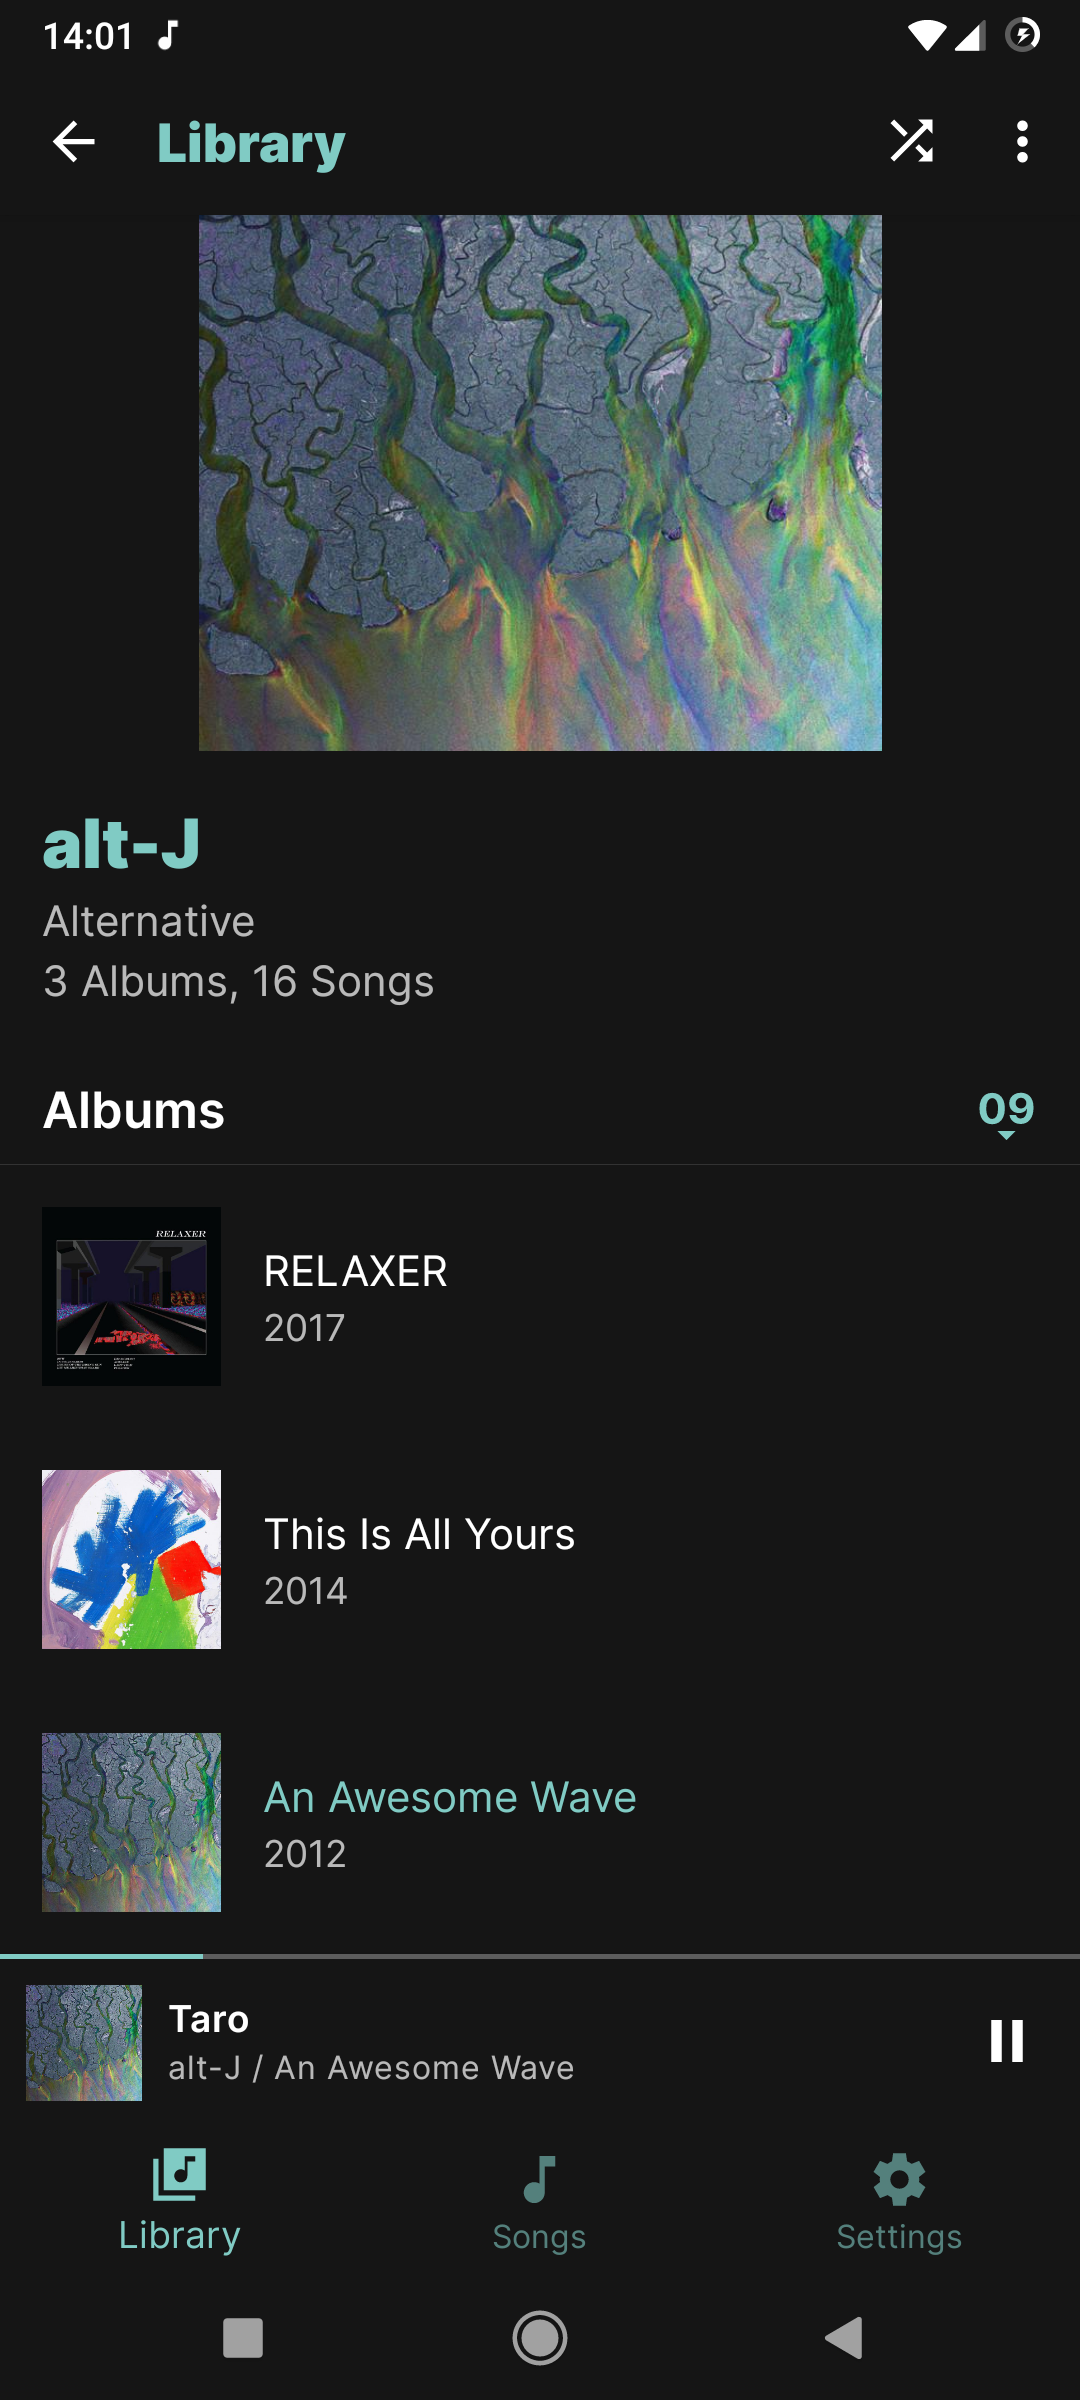 14:01
Library
alt-J
Alternative
3 Albums, 16 Songs
Albums
09
RELAXER
RELAXER
2017
This Is All Yours
2014
An Awesome Wave
2012
Taro
alt-J / An Awesome Wave
Library
Songs
Settings